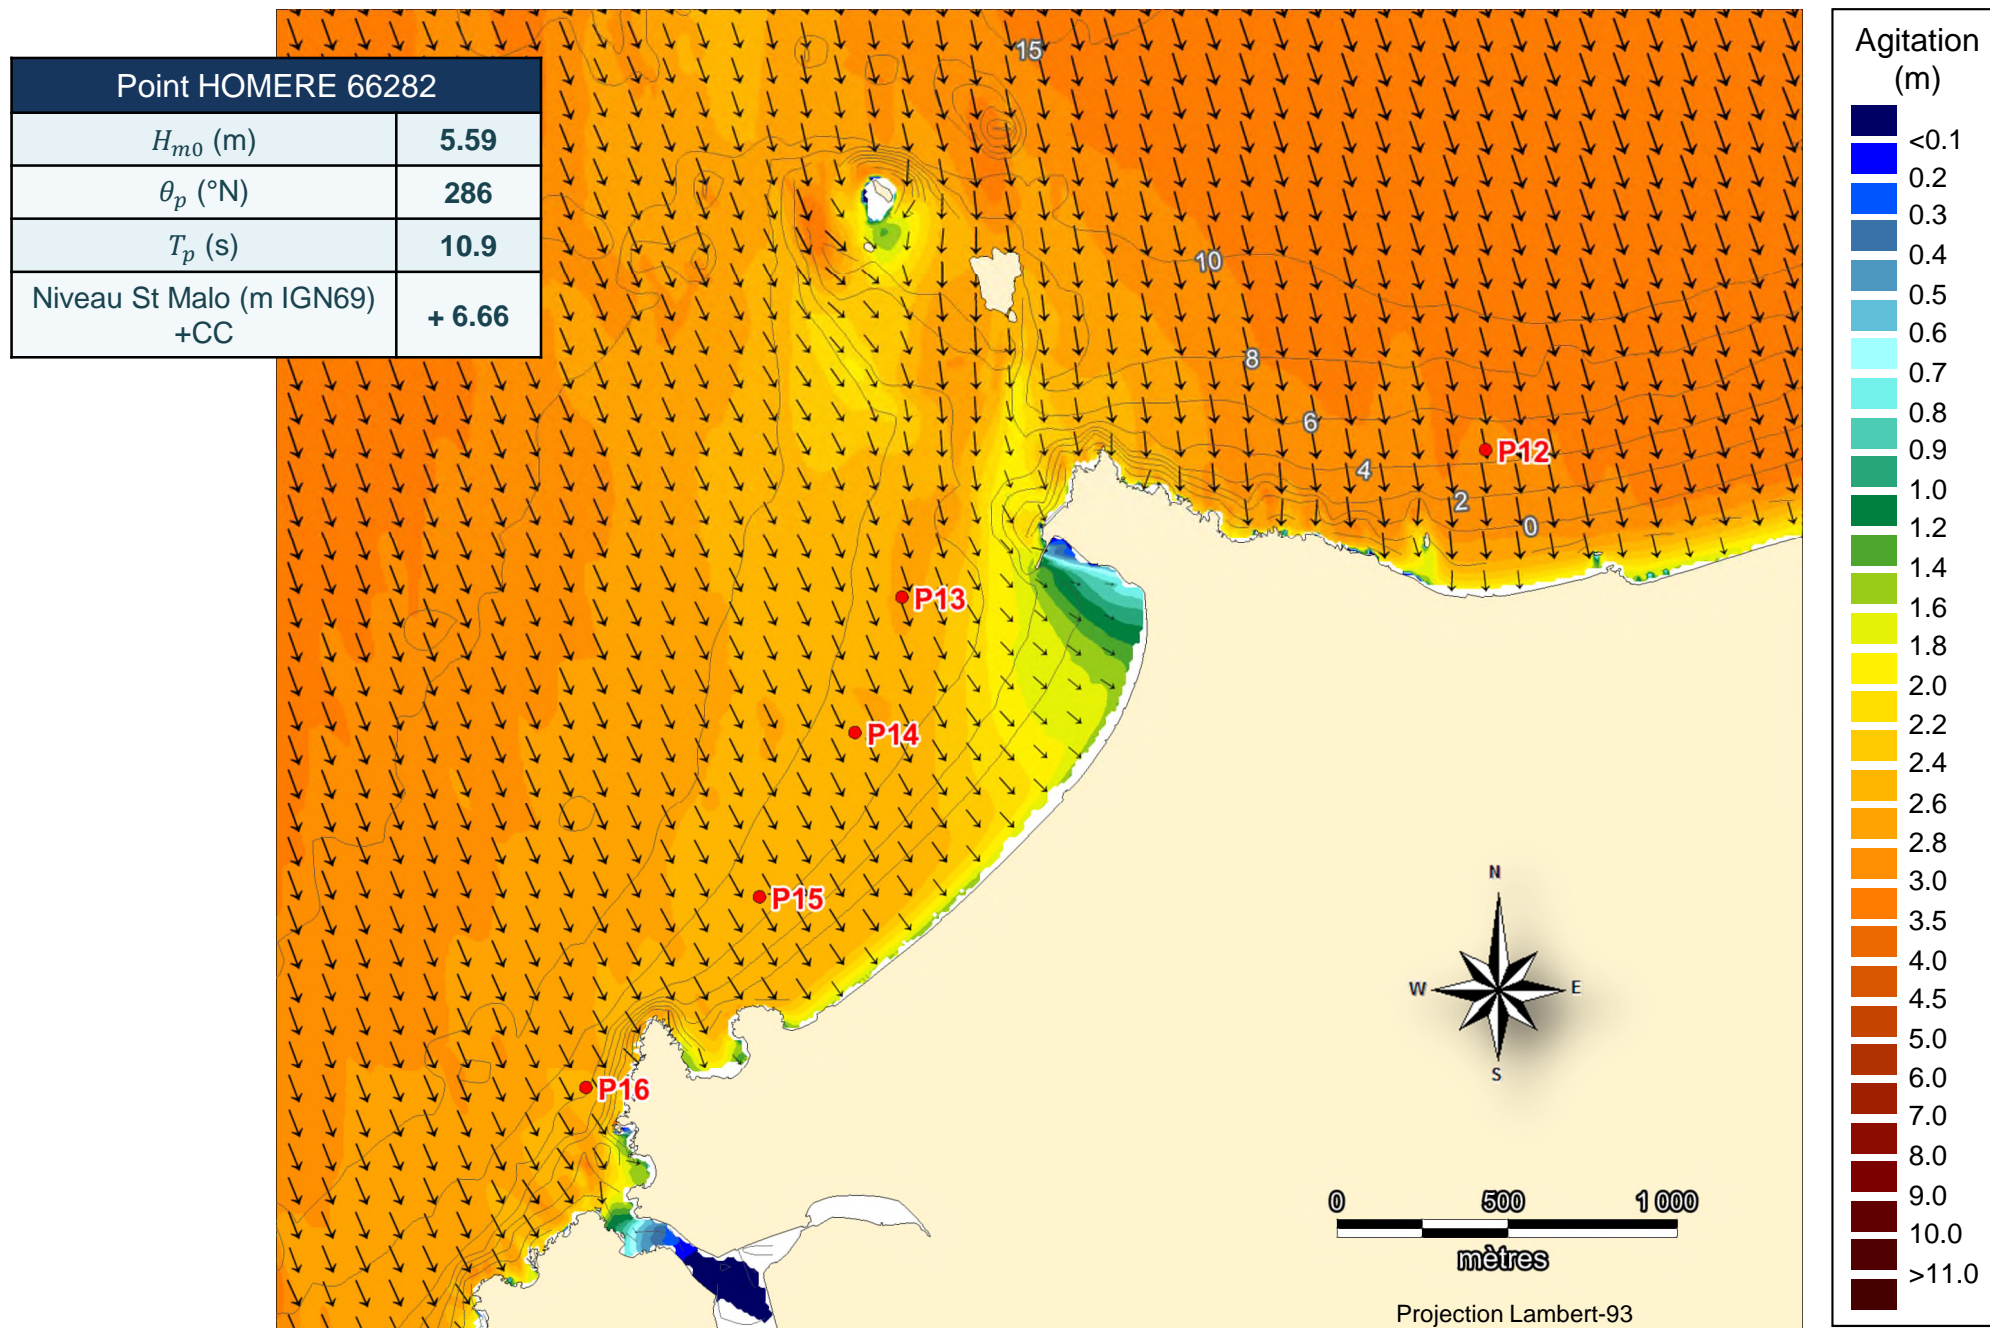 Point HOMERE 66282
H_m0 (m) 5.59
θ_p (°N) 286
T_p (s) 10.9
Niveau St Malo (m IGN69)
+CC + 6.66
15
10
8
6
4
2
0
P12
P13
P14
P15
P16
N
W E
S
0 500 1 000
mètres
Projection Lambert-93
Agitation
(m)
<0.1
0.2
0.3
0.4
0.5
0.6
0.7
0.8
0.9
1.0
1.2
1.4
1.6
1.8
2.0
2.2
2.4
2.6
2.8
3.0
3.5
4.0
4.5
5.0
6.0
7.0
8.0
9.0
10.0
>11.0